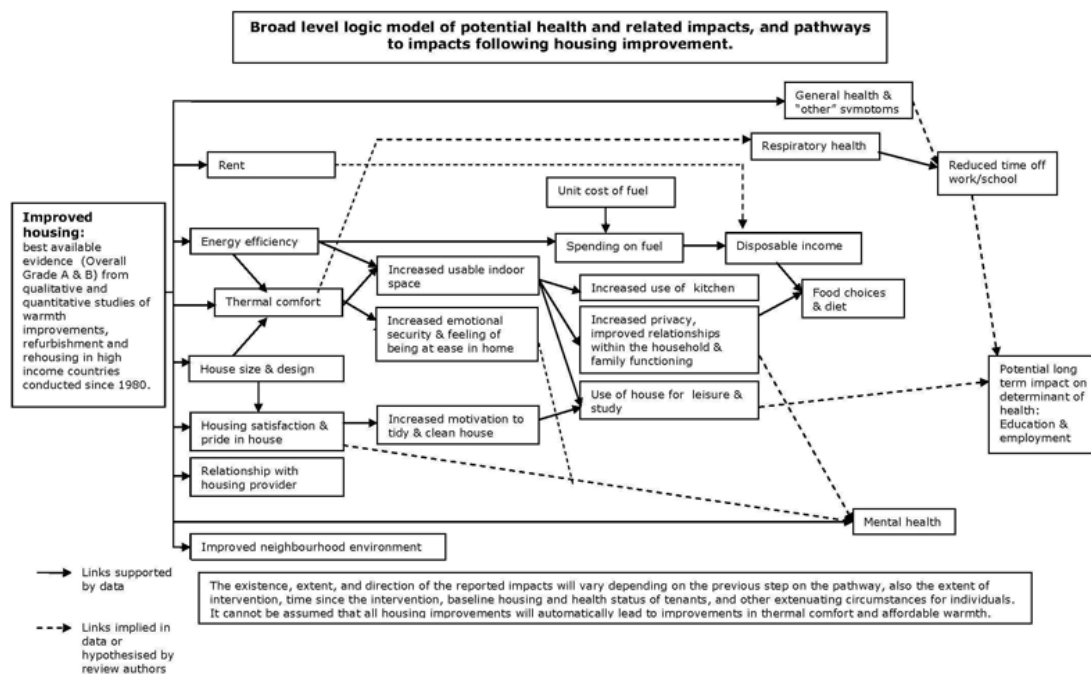 Broad level logic model of potential health and related impacts, and pathways
to impacts following housing improvement.
General health &
"other" symptoms
Respiratory health
Reduced time off
work/school
Rent
Unit cost of fuel
Improved
housing:
best available
evidence (Overall
Grade A & B) from
qualitative and
quantitative studies of
warmth
improvements,
refurbishment and
rehousing in high
income countries
conducted since 1980.
Energy efficiency
Spending on fuel
Disposable income
Increased usable indoor
space
Increased use of kitchen
Food choices
& diet
Thermal comfort
Increased emotional
security & feeling of
being at ease in home
Increased privacy,
improved relationships
within the household &
family functioning
House size & design
Use of house for leisure &
study
Potential long
term impact on
determinant of
health:
Education &
employment
Housing satisfaction &
pride in house
Increased motivation to
tidy & clean house
Relationship with
housing provider
Mental health
Improved neighbourhood environment
Links supported
by data
The existence, extent, and direction of the reported impacts will vary depending on the previous step on the pathway, also the extent of
intervention, time since the intervention, baseline housing and health status of tenants, and other extenuating circumstances for individuals.
It cannot be assumed that all housing improvements will automatically lead to improvements in thermal comfort and affordable warmth.
Links implied in
data or
hypothesised by
review authors